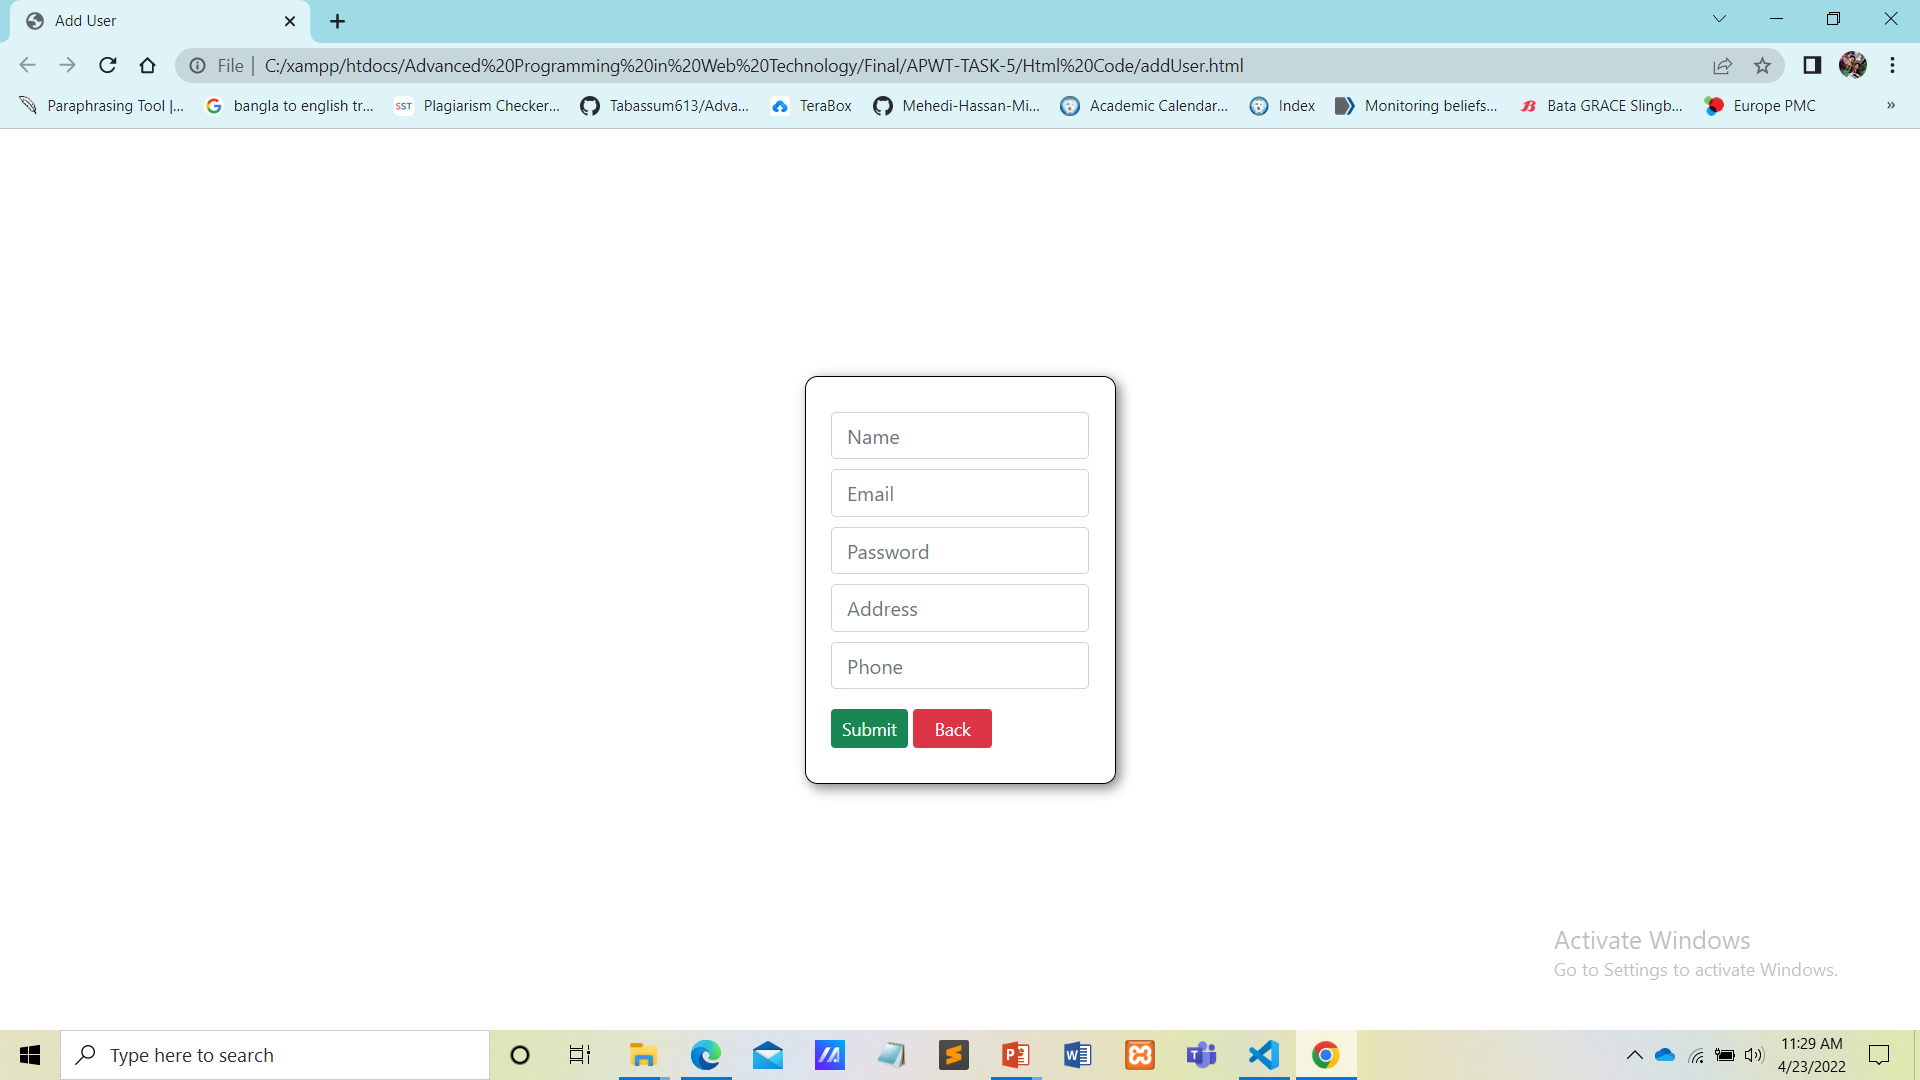 Add User
File | C:/xampp/htdocs/Advanced%20Programming%20in%20Web%20Technology/Final/APWT-TASK-5/Html%20Code/addUser.html
Paraphrasing Tool |... bangla to english tr... SST Plagiarism Checker... Tabassum613/Adva... TeraBox Mehedi-Hassan-Mi... Academic Calendar... Index Monitoring beliefs... Bata GRACE Slingb... Europe PMC »
Name
Email
Password
Address
Phone
Submit Back
Activate Windows
Go to Settings to activate Windows.
Type here to search
11:29 AM
4/23/2022